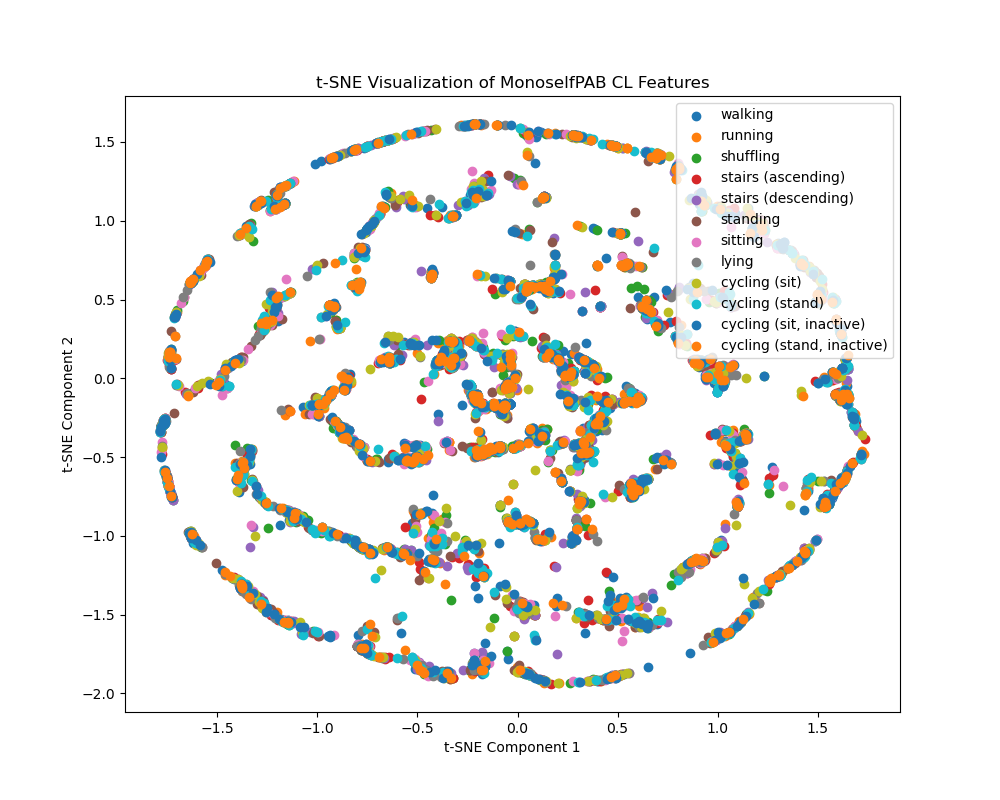 t-SNE Visualization of MonoselfPAB CL Features
walking
running
shuffling
stairs (ascending)
stairs (descending)
standing
sitting
lying
cycling (sit)
cycling (stand)
cycling (sit, inactive)
cycling (stand, inactive)
t-SNE Component 2
1.5
1.0
0.5
0.0
−0.5
−1.0
−1.5
−2.0
−1.5
−1.0
−0.5
0.0
0.5
1.0
1.5
t-SNE Component 1